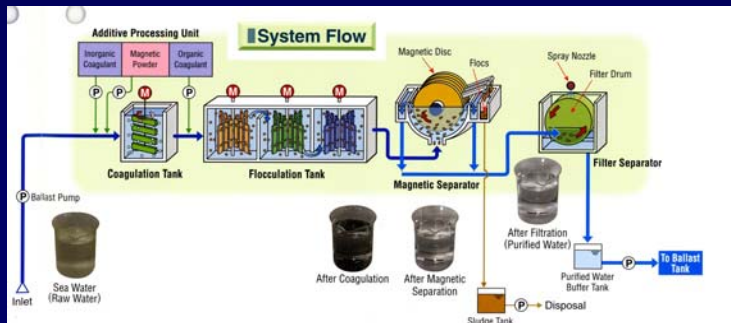 System Flow
Additive Processing Unit
Inorganic
Coagulant
Magnetic
Powder
Organic
Coagulant
P
P
P
M
M
M
M
Coagulation Tank
Flocculation Tank
Magnetic Disc
Flocs
Magnetic Separator
Spray Nozzle
Filter Drum
Filter Separator
P
Ballast Pump
Inlet
Sea Water
(Raw Water)
After Coagulation
After Magnetic
Separation
After Filtration
(Purified Water)
Purified Water
Buffer Tank
P
To Ballast
Tank
Sludge Tank
P
Disposal